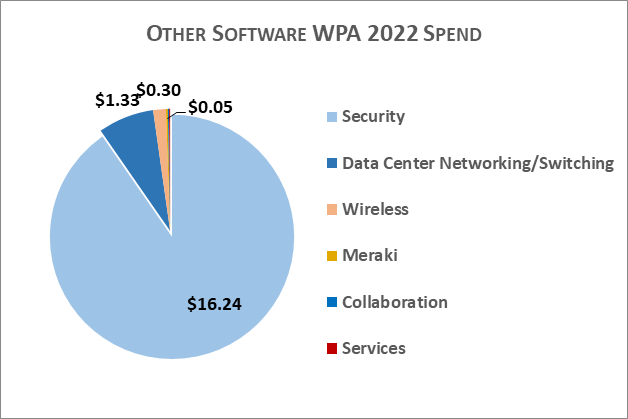 OTHER SOFTWARE WPA 2022 SPEND
$0.30
$1.33
$0.05
$16.24
Security
Data Center Networking/Switching
Wireless
Meraki
Collaboration
Services